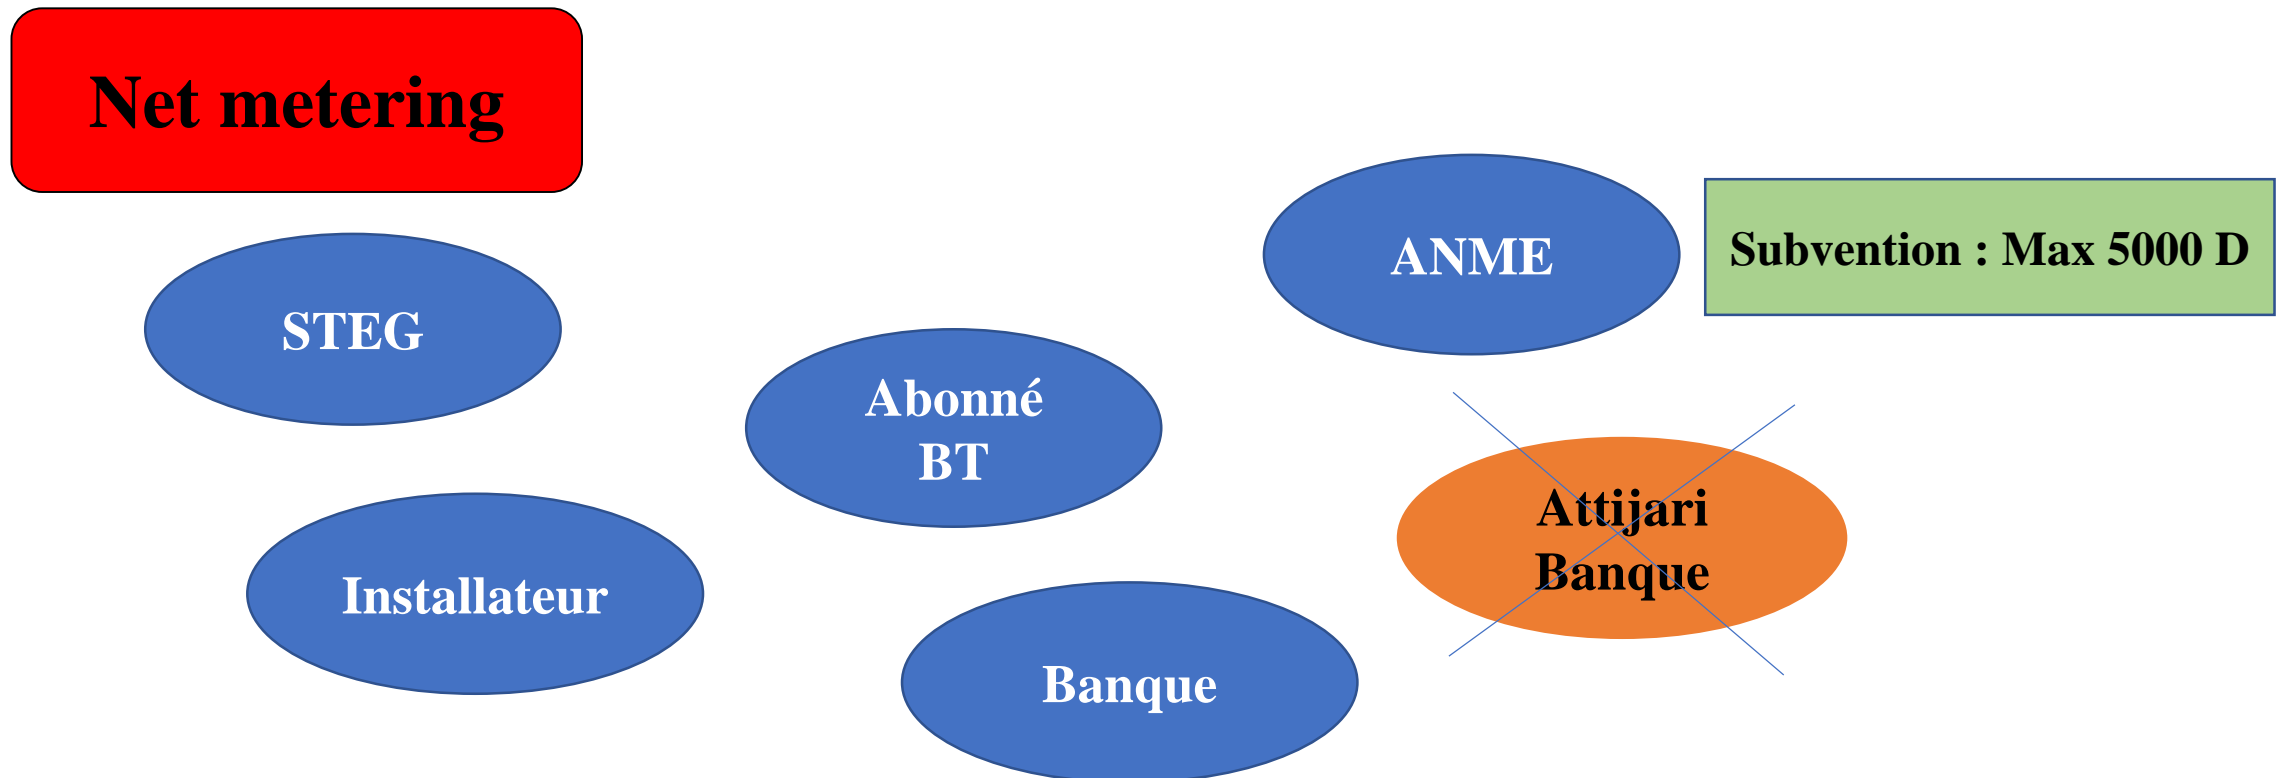 Net metering
ANME
Subvention : Max 5000 D
STEG
Abonné
BT
Attijari
Banque
Installateur
Banque